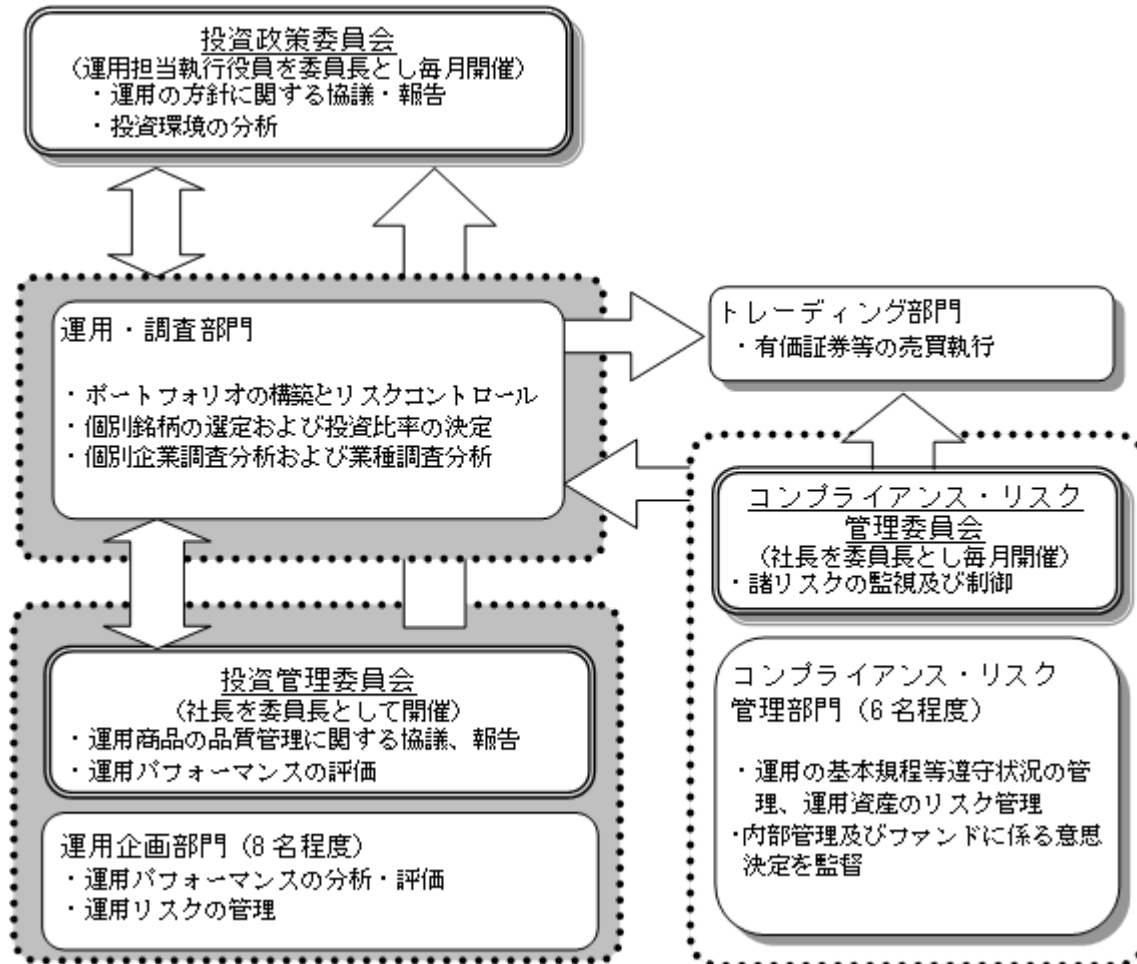 投資政策委員会
（運用担当執行役員を委員長とし毎月開催）
・運用の方針に関する協議・報告
・投資環境の分析
運用・調査部門
・ポートフォリオの構築とリスクコントロール
・個別銘柄の選定および投資比率の決定
・個別企業調査分析および業種調査分析
トレーディング部門
・有価証券等の売買執行
コンプライアンス・リスク
管理委員会
（社長を委員長とし毎月開催）
・諸リスクの監視及び制御
コンプライアンス・リスク
管理部門（6名程度）
・運用の基本規程等遵守状況の管
理、運用資産のリスク管理
・内部管理及びファンドに係る意思
決定を監督
投資管理委員会
（社長を委員長として開催）
・運用商品の品質管理に関する協議、報告
・運用パフォーマンスの評価
運用企画部門（8名程度）
・運用パフォーマンスの分析・評価
・運用リスクの管理